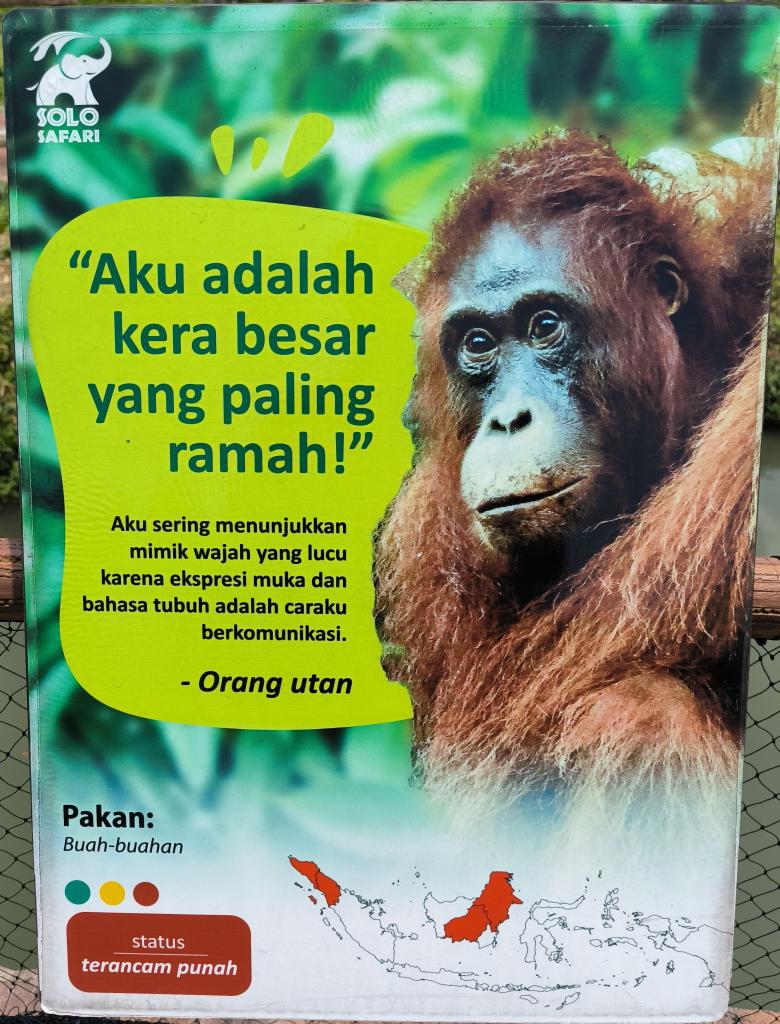 SOLO
SAFARI
“Aku adalah
kera besar
yang paling
ramah!”
Aku sering menunjukkan
mimik wajah yang lucu
karena ekspresi muka dan
bahasa tubuh adalah caraku
berkomunikasi.
- Orang utan
Pakan:
Buah-buahan
status
terancam punah